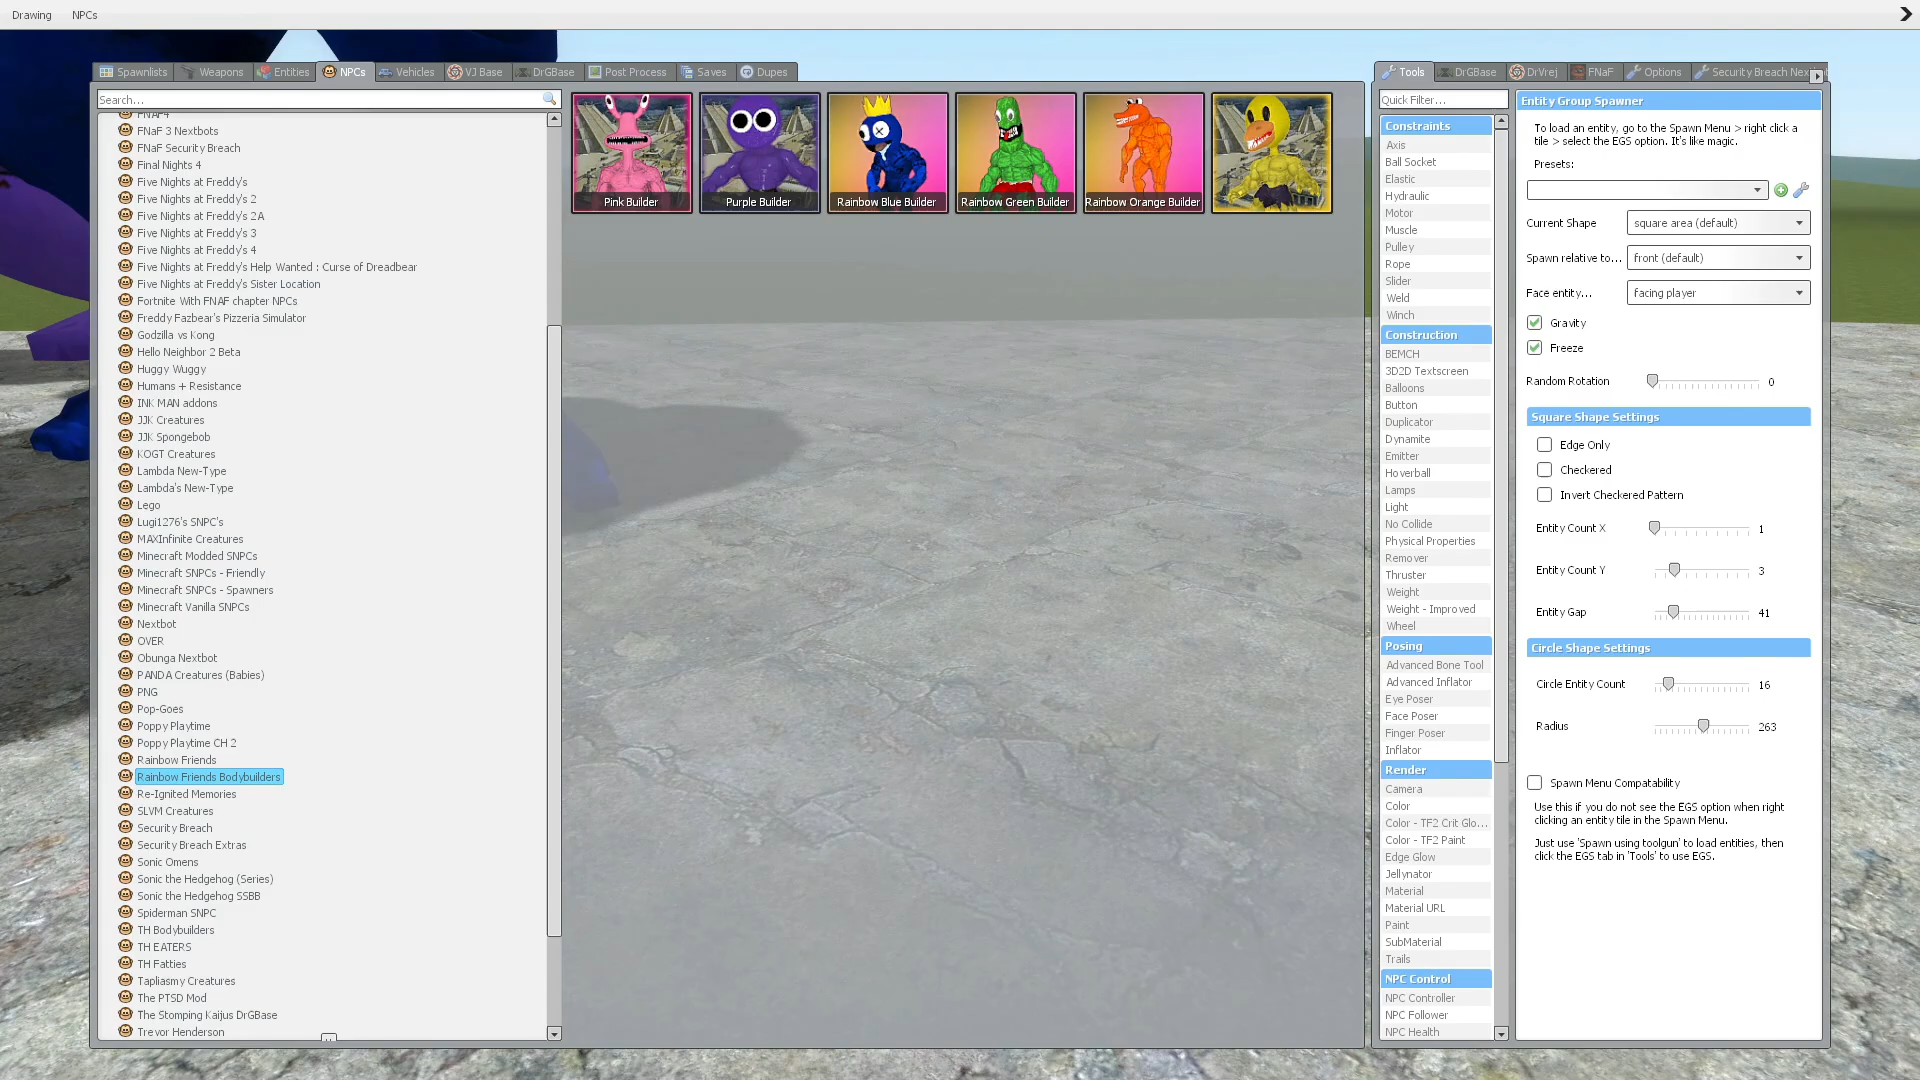 Drawing NPCs
Spawnlists Weapons Entities NPCs Vehicles VJ Base DrGBase Post Process Saves Dupes
Search...
FNAF4
FNaF 3 Nextbots
FNaF Security Breach
Final Nights 4
Five Nights at Freddy's
Five Nights at Freddy's 2
Five Nights at Freddy's 2A
Five Nights at Freddy's 3
Five Nights at Freddy's 4
Five Nights at Freddy's Help Wanted : Curse of Dreadbear
Five Nights at Freddy's Sister Location
Fortnite With FNAF chapter NPCs
Freddy Fazbear's Pizzeria Simulator
Godzilla vs Kong
Hello Neighbor 2 Beta
Huggy Wuggy
Humans + Resistance
INK MAN addons
JJK Creatures
JJK Spongebob
KOGT Creatures
Lambda New-Type
Lambda's New-Type
Lego
Lugi1276's SNPC's
MAXInfinite Creatures
Minecraft Modded SNPCs
Minecraft SNPCs - Friendly
Minecraft SNPCs - Spawners
Minecraft Vanilla SNPCs
Nextbot
OVER
Obunga Nextbot
PANDA Creatures (Babies)
PNG
Pop-Goes
Poppy Playtime
Poppy Playtime CH 2
Rainbow Friends
Rainbow Friends Bodybuilders
Re-Ignited Memories
SLVM Creatures
Security Breach
Security Breach Extras
Sonic Omens
Sonic the Hedgehog (Series)
Sonic the Hedgehog SSBB
Spiderman SNPC
TH Bodybuilders
TH EATERS
TH Fatties
Tapliasmy Creatures
The PTSD Mod
The Stomping Kaijus DrGBase
Trevor Henderson
Pink Builder
Purple Builder
Rainbow Blue Builder
Rainbow Green Builder
Rainbow Orange Builder
Tools DrGBase DrVrej FNaF Options Security Breach
Quick Filter...
Constraints
Axis
Ball Socket
Elastic
Hydraulic
Motor
Muscle
Pulley
Rope
Slider
Weld
Winch
Construction
BEMCH
3D2D Textscreen
Balloons
Button
Duplicator
Dynamite
Emitter
Hoverball
Lamps
Light
No Collide
Physical Properties
Remover
Thruster
Weight
Weight - Improved
Wheel
Posing
Advanced Bone Tool
Advanced Inflator
Eye Poser
Face Poser
Finger Poser
Inflator
Render
Camera
Color
Color - TF2 Crit Glo...
Color - TF2 Paint
Edge Glow
Jellynator
Material
Material URL
Paint
SubMaterial
Trails
NPC Control
NPC Controller
NPC Follower
NPC Health
Entity Group Spawner
To load an entity, go to the Spawn Menu > right click a
tile > select the EGS option. It's like magic.
Presets:
Current Shape square area (default)
Spawn relative to... front (default)
Face entity... facing player
Gravity
Freeze
Random Rotation 0
Square Shape Settings
Edge Only
Checkered
Invert Checkered Pattern
Entity Count X 1
Entity Count Y 3
Entity Gap 41
Circle Shape Settings
Circle Entity Count 16
Radius 263
Spawn Menu Compatability
Use this if you do not see the EGS option when right
clicking an entity tile in the Spawn Menu.
Just use 'Spawn using toolgun' to load entities, then
click the EGS tab in 'Tools' to use EGS.